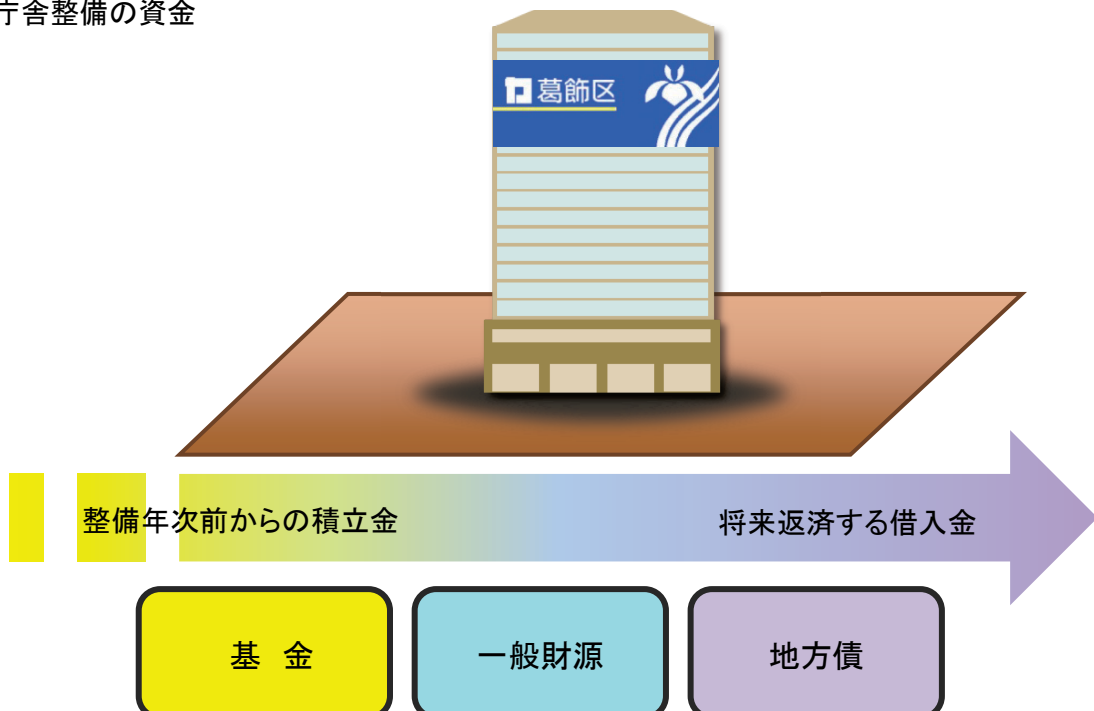 庁舎整備の資金
葛飾区
整備年次前からの積立金
将来返済する借入金
基 金
一般財源
地方債